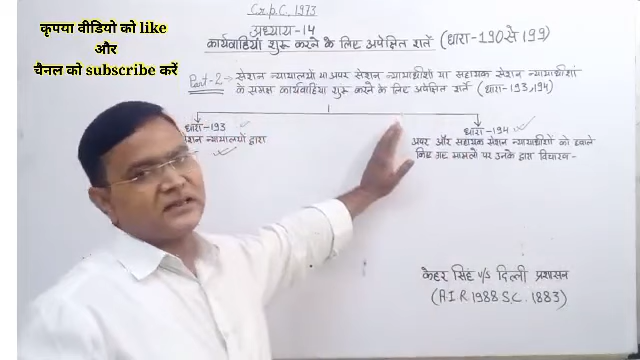 Cr.p.C. 1973
अध्याय-14
कार्यवाहियां शुरू करने के लिए अपेक्षित शर्तें (धारा-190 से 199)
कृपया वीडियो को like
और
चैनल को subscribe करें
Part-2 सेशन न्यायालयों या अपर सेशन न्यायाधीशों या सहायक सेशन न्यायाधीशों
के समक्ष कार्यवाहियां शुरू करने के लिए अपेक्षित शर्तें (धारा-193, 194)
धारा-193
सेशन न्यायालयों द्वारा
धारा-194
अपर और सहायक सेशन न्यायाधीशों को हवाले
किए गए मामलों पर उनके द्वारा विचारण -
केहर सिंह v/s दिल्ली प्रशासन
(A.I.R 1988 S.C. 1883)